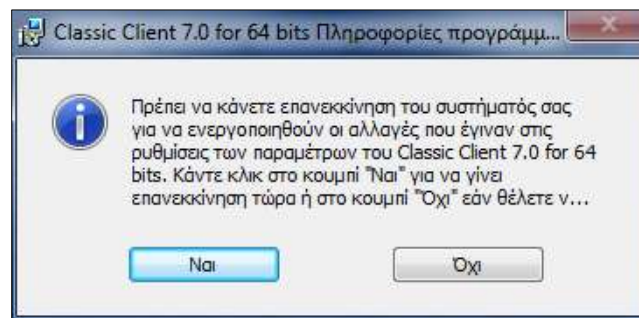 Classic Client 7.0 for 64 bits Πληροφορίες προγράμμ...
Πρέπει να κάνετε επανεκκίνηση του συστήματός σας
για να ενεργοποιηθούν οι αλλαγές που έγιναν στις
ρυθμίσεις των παραμέτρων του Classic Client 7.0 for 64
bits. Κάντε κλικ στο κουμπί "Ναι" για να γίνει
επανεκκίνηση τώρα ή στο κουμπί "Όχι" εάν θέλετε ν...
Ναι
Όχι